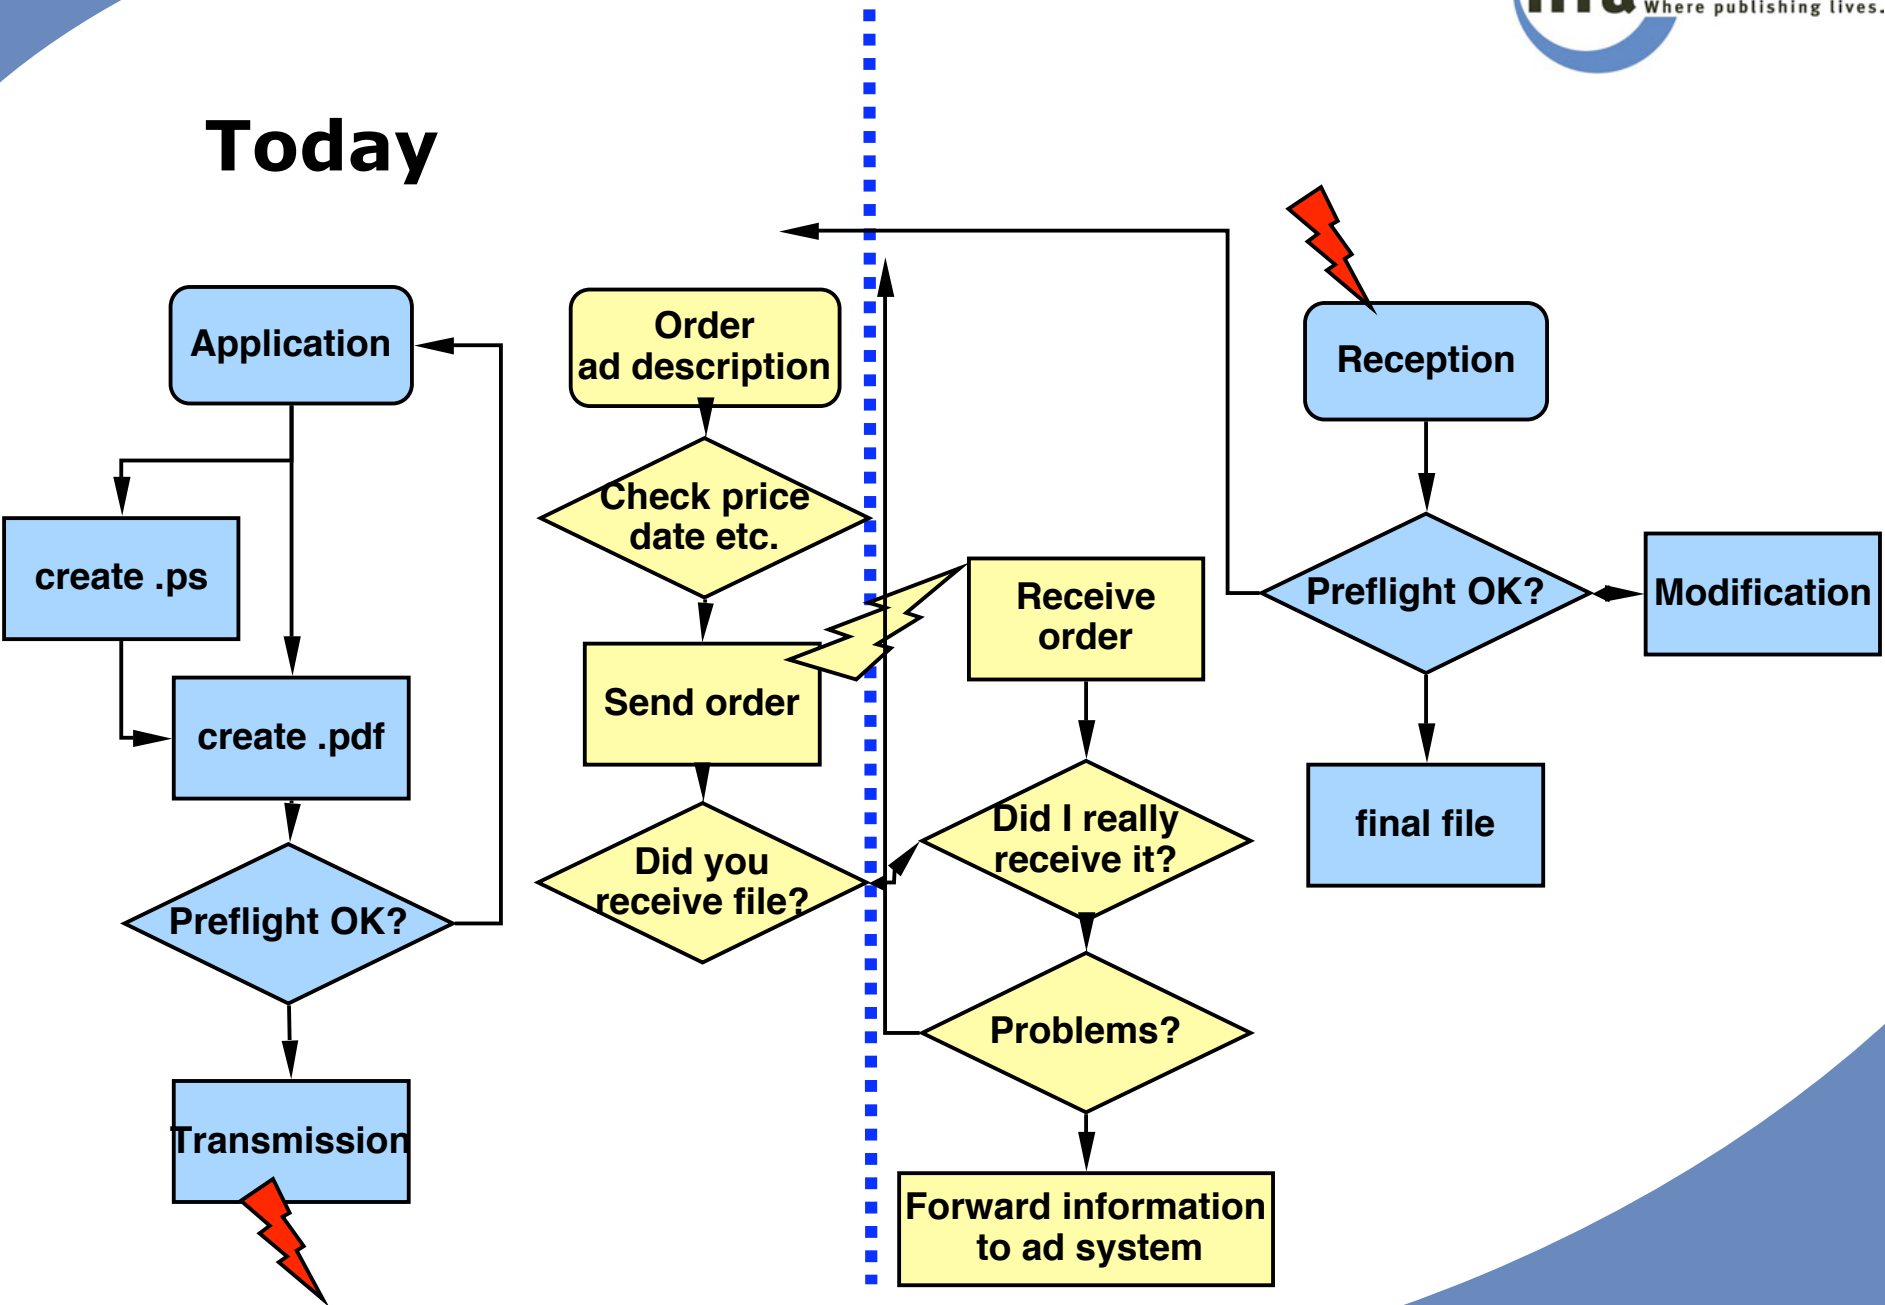 Where publishing lives.
Today
Application
create .ps
create .pdf
Preflight OK?
Transmission
Order
ad description
Check price
date etc.
Send order
Did you
receive file?
Receive
order
Did I really
receive it?
Problems?
Forward information
to ad system
Reception
Preflight OK?
Modification
final file